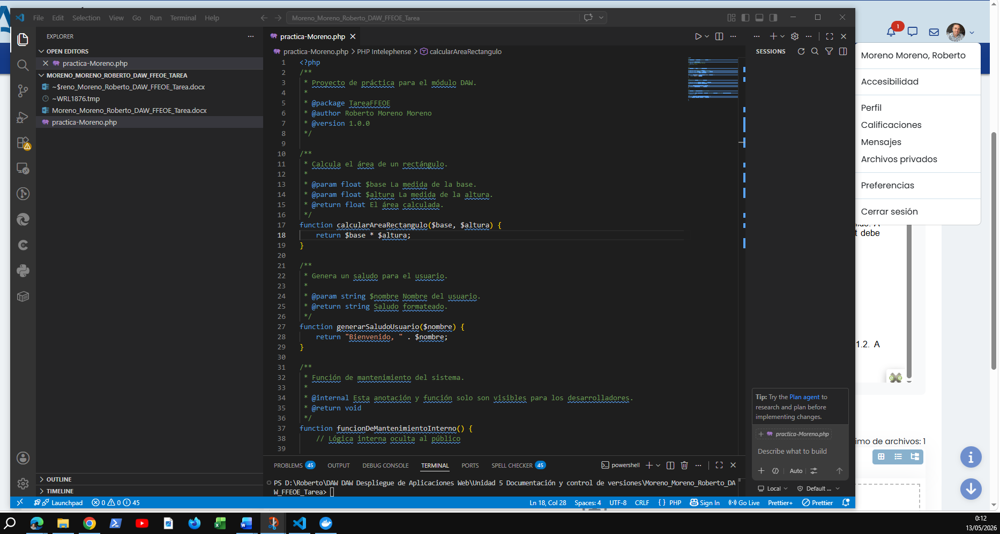 File Edit Selection View Go Run Terminal Help
Moreno_Moreno_Roberto_DAW_FFEOE_Tarea
EXPLORER
OPEN EDITORS
practica-Moreno.php
MORENO_MORENO_ROBERTO_DAW_FFEOE_TAREA
~$reno_Moreno_Roberto_DAW_FFEOE_Tarea.docx
~WRL1876.tmp
Moreno_Moreno_Roberto_DAW_FFEOE_Tarea.docx
practica-Moreno.php
OUTLINE
TIMELINE
practica-Moreno.php
practica-Moreno.php > PHP Intelephense > calcularAreaRectangulo
1 <?php
2 /**
3 * Proyecto de práctica para el módulo DAW.
4 *
5 * @package TareaFFEOE
6 * @author Roberto Moreno Moreno
7 * @version 1.0.0
8 */
9
10 /**
11 * Calcula el área de un rectángulo.
12 *
13 * @param float $base La medida de la base.
14 * @param float $altura La medida de la altura.
15 * @return float El área calculada.
16 */
17 function calcularAreaRectangulo($base, $altura) {
18 return $base * $altura;
19 }
20
21 /**
22 * Genera un saludo para el usuario.
23 *
24 * @param string $nombre Nombre del usuario.
25 * @return string Saludo formateado.
26 */
27 function generarSaludoUsuario($nombre) {
28 return "Bienvenido, " . $nombre;
29 }
30
31 /**
32 * Función de mantenimiento del sistema.
33 *
34 * @internal Esta anotación y función solo son visibles para los desarrolladores.
35 * @return void
36 */
37 function funcionDeMantenimientoInterno() {
38 // Lógica interna oculta al público
39
PROBLEMS 45 OUTPUT DEBUG CONSOLE TERMINAL PORTS SPELL CHECKER 45
powershell
PS D:\Roberto\DAW DAW Despliegue de Aplicaciones Web\Unidad 5 Documentación y control de versiones\Moreno_Moreno_Roberto_DA
W_FFEOE_Tarea>
SESSIONS
Tip: Try the Plan agent to
research and plan before
implementing changes.
practica-Moreno.php
Describe what to build
Auto
Local Default ...
Launchpad 0 0 45
Ln 18, Col 28 Spaces: 4 UTF-8 CRLF { } PHP Sign In Go Live Prettier+ Prettier
1
Moreno Moreno, Roberto
Accesibilidad
Perfil
Calificaciones
Mensajes
Archivos privados
Preferencias
Cerrar sesión
t debe
1.2. A
imo de archivos: 1
0:12
13/05/2026